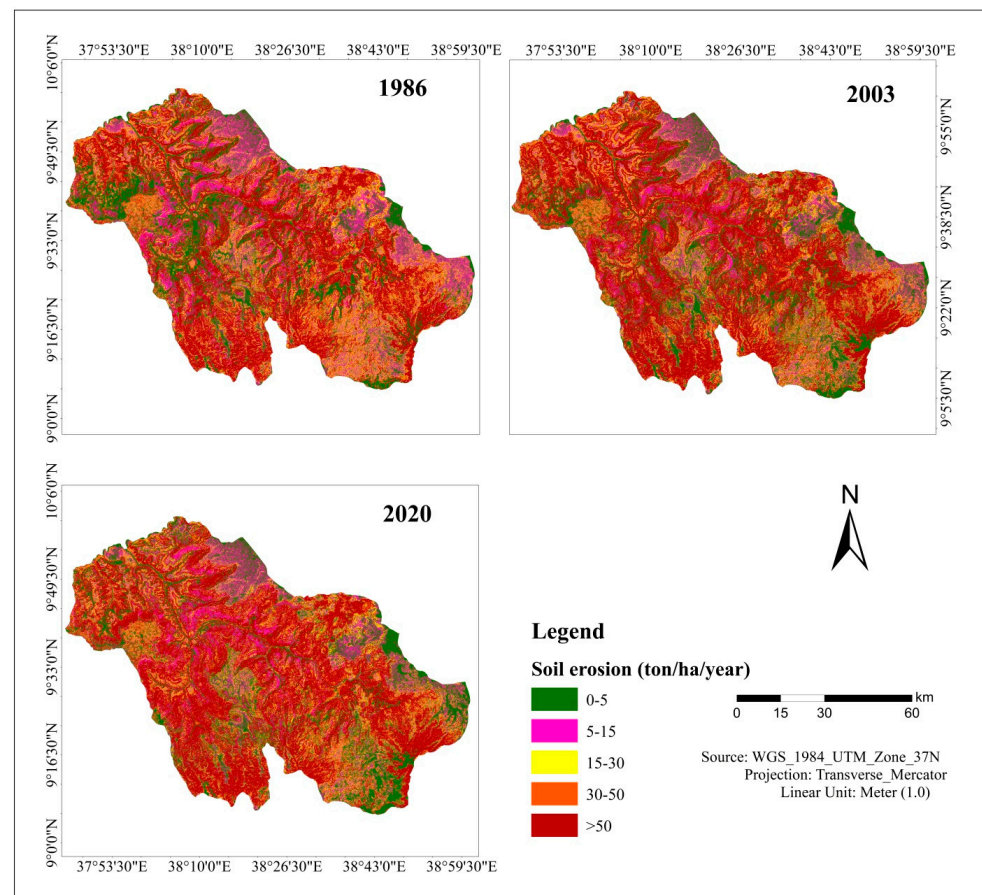 37°53'30"E 38°10'0"E 38°26'30"E 38°43'0"E 38°59'30"E
37°53'30"E 38°10'0"E 38°26'30"E 38°43'0"E 38°59'30"E
10°6'0"N
9°49'30"N
9°33'0"N
9°16'30"N
9°0'0"N
1986
2003
9°55'0"N
9°38'30"N
9°22'0"N
9°5'30"N
10°6'0"N
9°49'30"N
9°33'0"N
9°16'30"N
9°0'0"N
2020
37°53'30"E 38°10'0"E 38°26'30"E 38°43'0"E 38°59'30"E
N
Legend
Soil erosion (ton/ha/year)
0-5
5-15
15-30
30-50
>50
km
0 15 30 60
Source: WGS_1984_UTM_Zone_37N
Projection: Transverse_Mercator
Linear Unit: Meter (1.0)